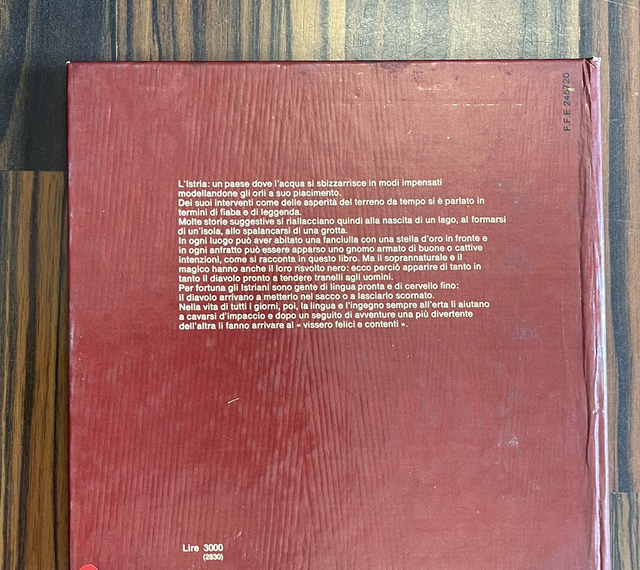 F.F.E 245720
L'Istria: un paese dove l'acqua si sbizzarrisce in modi impensati
modellandone gli orli a suo piacimento.
Dei suoi interventi come delle asperità del terreno da tempo si è parlato in
termini di fiaba e di leggenda.
Molte storie suggestive si riallacciano quindi alla nascita di un lago, al formarsi
di un'isola, allo spalancarsi di una grotta.
In ogni luogo può aver abitato una fanciulla con una stella d'oro in fronte e
in ogni anfratto può essere apparso uno gnomo armato di buone o cattive
intenzioni, come si racconta in questo libro. Ma il soprannaturale e il
magico hanno anche il loro risvolto nero: ecco perciò apparire di tanto in
tanto il diavolo pronto a tendere tranelli agli uomini.
Per fortuna gli Istriani sono gente di lingua pronta e di cervello fino:
il diavolo arrivano a metterlo nel sacco o a lasciarlo scornato.
Nella vita di tutti i giorni, poi, la lingua e l'ingegno sempre all'erta li aiutano
a cavarsi d'impaccio e dopo un seguito di avventure una più divertente
dell'altra li fanno arrivare al « vissero felici e contenti ».
Lire 3000
(2830)